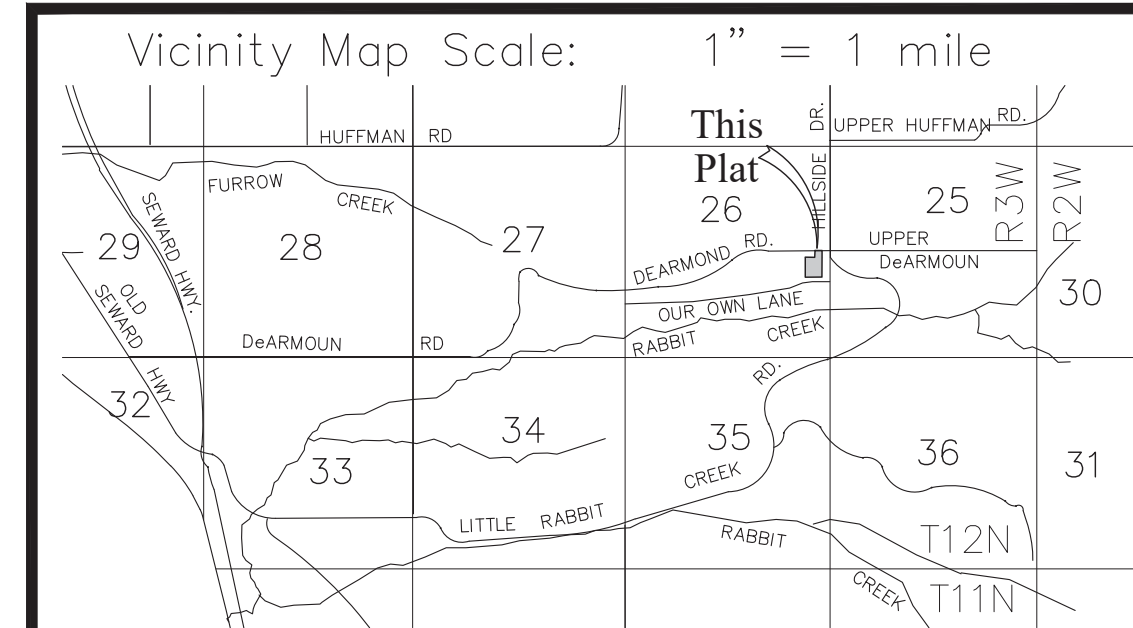 Vicinity Map Scale: 1” = 1 mile
HUFFMAN RD
This
Plat
HILLSIDE DR.
UPPER HUFFMAN RD.
FURROW
CREEK
SEWARD HWY.
R3W
R2W
29
28
27
26
25
30
DEARMOND RD.
UPPER
DeARMOUN
OLD
SEWARD
HWY
OUR OWN LANE
RABBIT
CREEK
RD.
DeARMOUN RD
32
33
34
35
36
31
CREEK
LITTLE RABBIT
RABBIT
CREEK
T12N
T11N